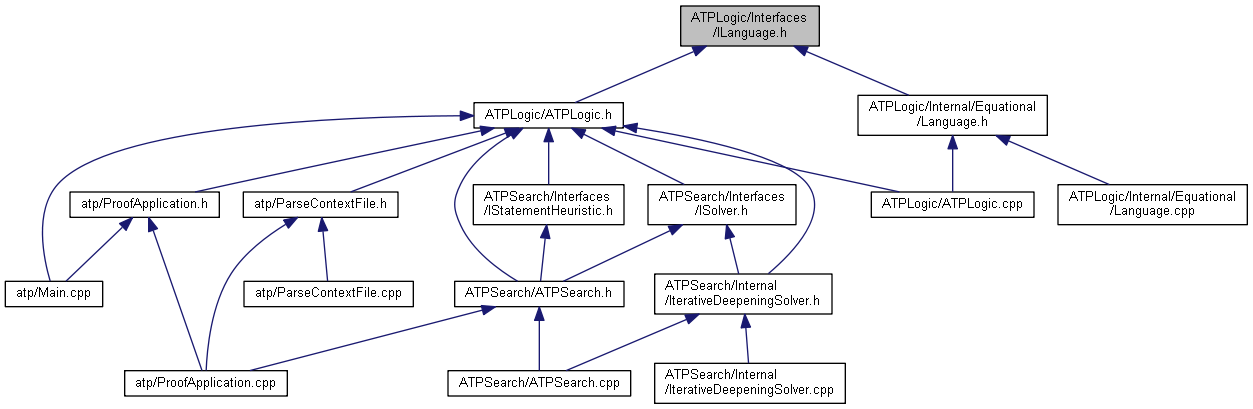 ATPLogic/Interfaces
/ILanguage.h
ATPLogic/ATPLogic.h
ATPLogic/Internal/Equational
/Language.h
atp/ProofApplication.h
atp/ParseContextFile.h
ATPSearch/Interfaces
/IStatementHeuristic.h
ATPSearch/Interfaces
/ISolver.h
ATPLogic/ATPLogic.cpp
ATPLogic/Internal/Equational
/Language.cpp
atp/Main.cpp
atp/ParseContextFile.cpp
ATPSearch/ATPSearch.h
ATPSearch/Internal
/IterativeDeepeningSolver.h
atp/ProofApplication.cpp
ATPSearch/ATPSearch.cpp
ATPSearch/Internal
/IterativeDeepeningSolver.cpp